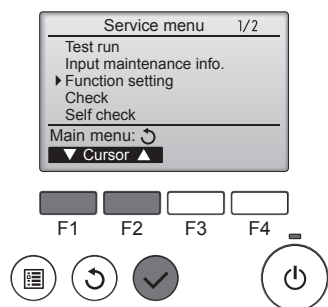 Service menu 1/2
Test run
Input maintenance info.
Function setting
Check
Self check
Main menu:
Cursor
F1 F2 F3 F4